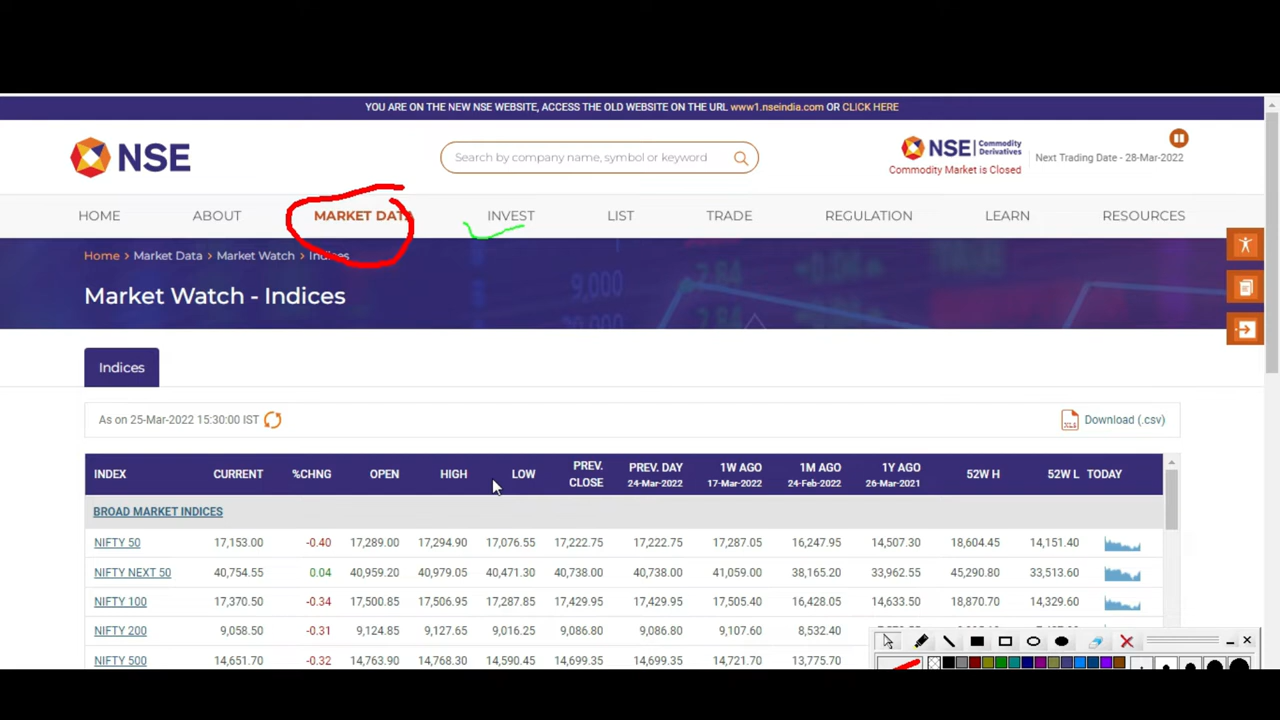 YOU ARE ON THE NEW NSE WEBSITE, ACCESS THE OLD WEBSITE ON THE URL www1.nseindia.com OR CLICK HERE
NSE
Search by company name, symbol or keyword
NSE Commodity Derivatives
Commodity Market is Closed
Next Trading Date - 28-Mar-2022
HOME ABOUT MARKET DATA INVEST LIST TRADE REGULATION LEARN RESOURCES
Home > Market Data > Market Watch > Indices
Market Watch - Indices
Indices
As on 25-Mar-2022 15:30:00 IST
Download (.csv)
INDEX CURRENT %CHNG OPEN HIGH LOW PREV. CLOSE PREV. DAY 24-Mar-2022 1W AGO 17-Mar-2022 1M AGO 24-Feb-2022 1Y AGO 26-Mar-2021 52W H 52W L TODAY
BROAD MARKET INDICES
NIFTY 50 17,153.00 -0.40 17,289.00 17,294.90 17,076.55 17,222.75 17,222.75 17,287.05 16,247.95 14,507.30 18,604.45 14,151.40
NIFTY NEXT 50 40,754.55 0.04 40,959.20 40,979.05 40,471.30 40,738.00 40,738.00 41,059.00 38,165.20 33,962.55 45,290.80 33,513.60
NIFTY 100 17,370.50 -0.34 17,500.85 17,506.95 17,287.85 17,429.95 17,429.95 17,505.40 16,428.05 14,633.50 18,870.70 14,329.60
NIFTY 200 9,058.50 -0.31 9,124.85 9,127.65 9,016.25 9,086.80 9,086.80 9,107.60 8,532.40
NIFTY 500 14,651.70 -0.32 14,763.90 14,768.30 14,590.45 14,699.35 14,699.35 14,721.70 13,775.70